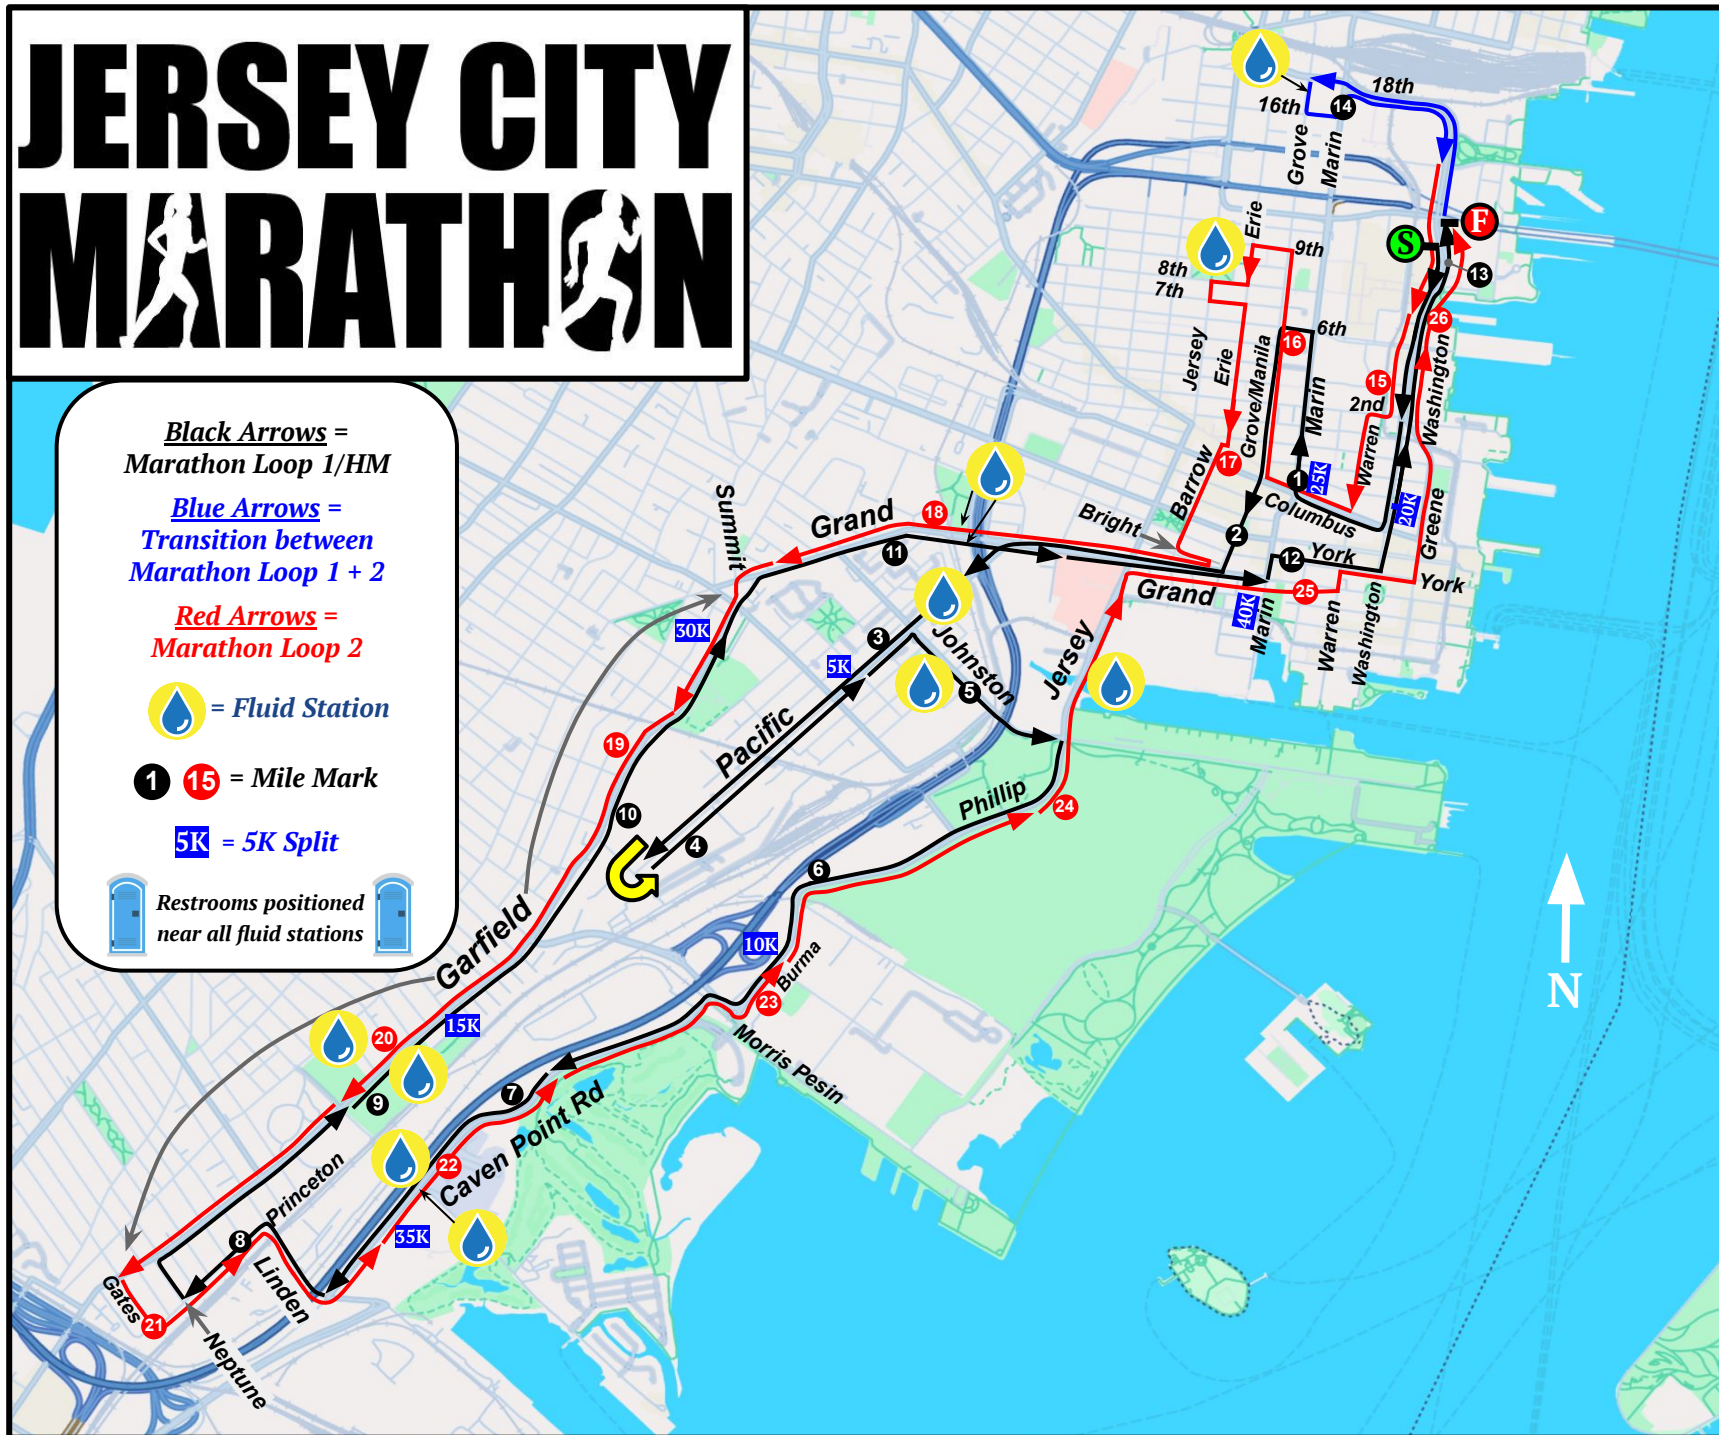 JERSEY CITY
MARATHON
Black Arrows =
Marathon Loop 1/HM
Blue Arrows =
Transition between
Marathon Loop 1 + 2
Red Arrows =
Marathon Loop 2
= Fluid Station
1 15 = Mile Mark
5K = 5K Split
Restrooms positioned
near all fluid stations
18th
16th
14
Grove
Marin
Erie
9th
8th
7th
S
F
13
6th
16
26
Jersey
Erie
Grove/Manila
Marin
15
2nd
Washington
Warren
17
1
25K
20K
Columbus
Barrow
Greene
Bright
2
York
12
York
Summit
Grand
18
11
Grand
25
40K
Marin
Warren
Washington
30K
3
Johnston
5K
5
Jersey
19
Pacific
10
4
Phillip
24
6
Garfield
10K
Burma
23
15K
20
Morris Pesin
9
7
22
Caven Point Rd
Princeton
35K
8
Linden
Gates
21
Neptune
N